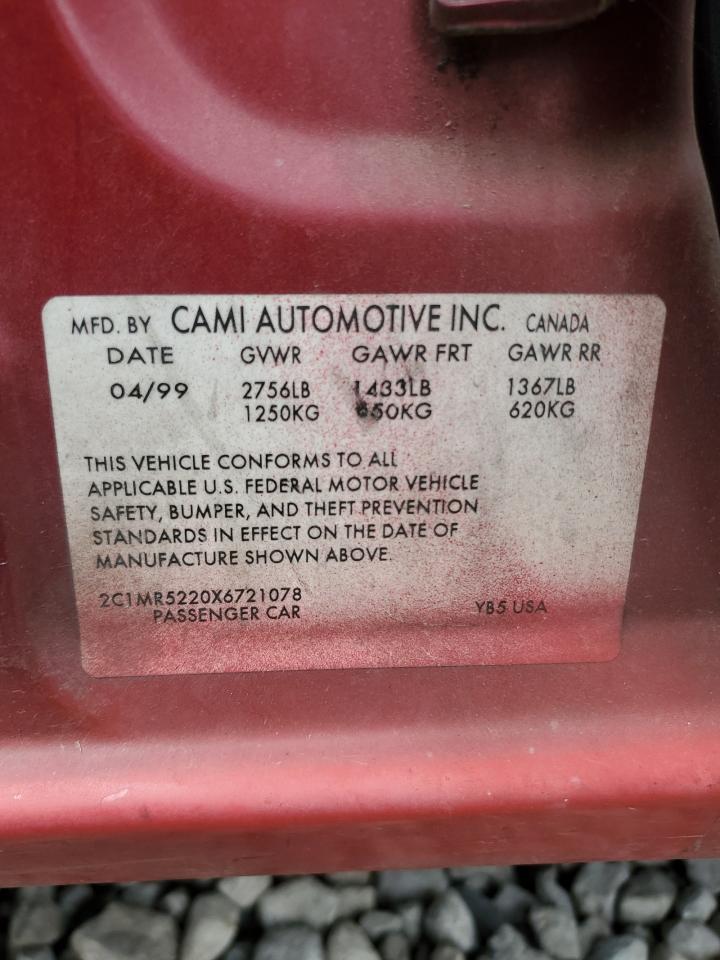 MFD. BY CAMI AUTOMOTIVE INC. CANADA
DATE GVWR GAWR FRT GAWR RR
04/99 2756LB 1433LB 1367LB
1250KG 650KG 620KG
THIS VEHICLE CONFORMS TO ALL
APPLICABLE U.S. FEDERAL MOTOR VEHICLE
SAFETY, BUMPER, AND THEFT PREVENTION
STANDARDS IN EFFECT ON THE DATE OF
MANUFACTURE SHOWN ABOVE.
2C1MR5220X6721078
PASSENGER CAR YB5 USA